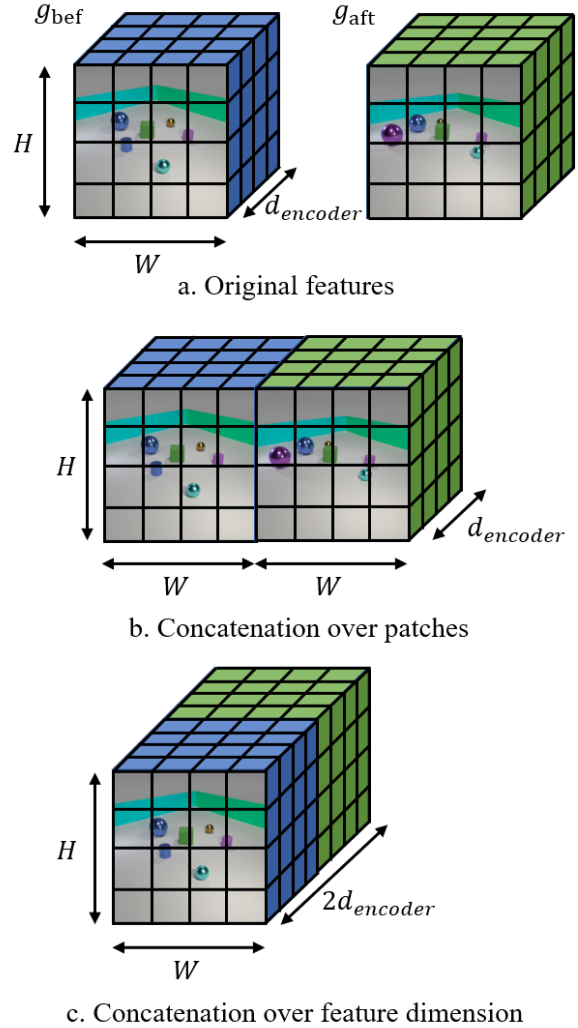 g_bef g_aft
H
d_encoder
W
a. Original features
H
d_encoder
W W
b. Concatenation over patches
H
2d_encoder
W
c. Concatenation over feature dimension